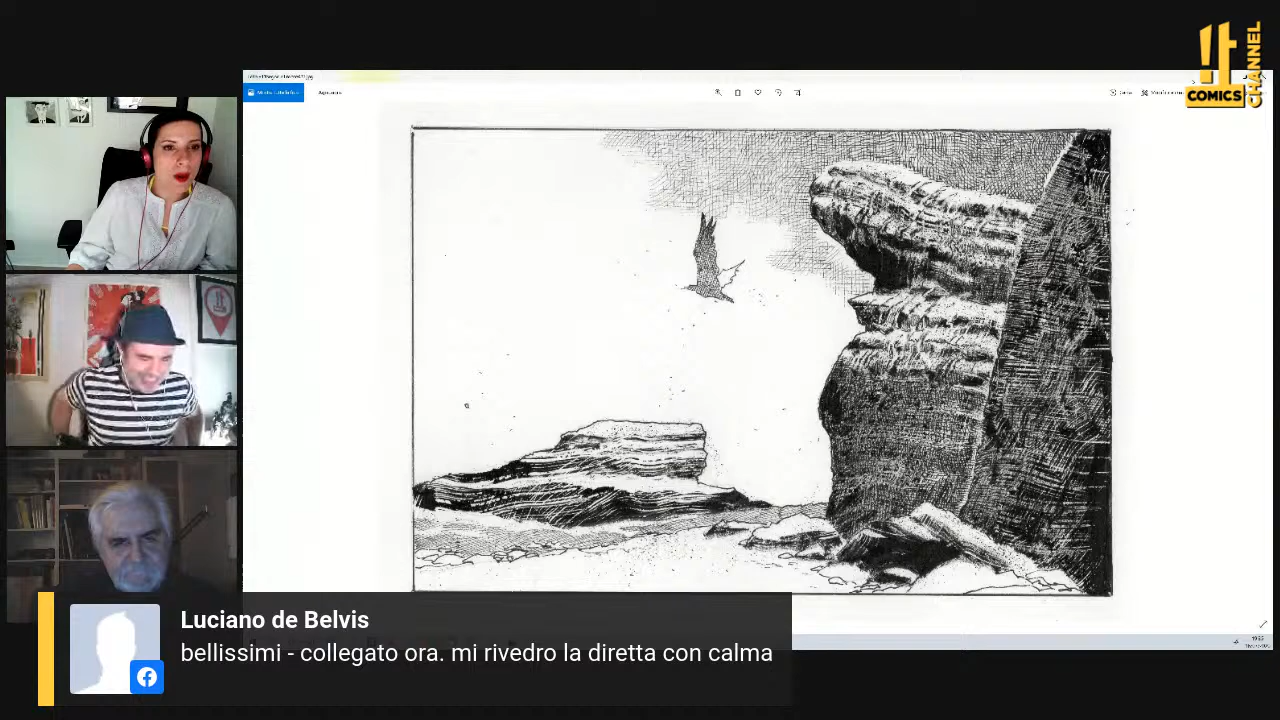 !t
COMICS
CHANNEL
Luciano de Belvis
bellissimi - collegato ora. mi rivedro la diretta con calma